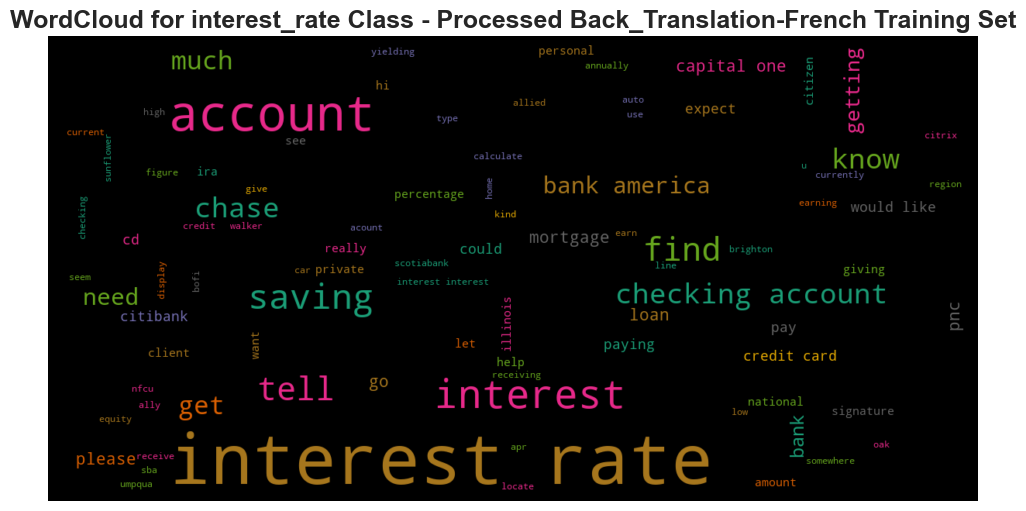 WordCloud for interest_rate Class - Processed Back_Translation-French Training Set
much
yielding
personal
annually
capital one
citizen
getting
hi
account
high
allied
auto
use
expect
type
current
see
citrix
sunflower
calculate
know
u
currently
figure
ira
give
percentage
home
bank america
region
checking
chase
kind
earning
would like
credit
walker
acount
cd
really
could
mortgage
earn
find
brighton
scotiabank
line
seem
display
bofi
car
private
interest interest
giving
need
saving
checking account
citibank
illinois
loan
pay
pnc
client
want
let
paying
credit card
help
receiving
nfcu
tell
go
interest
ally
get
equity
low
national
signature
bank
please
receive
sba
umpqua
interest rate
apr
locate
oak
somewhere
amount